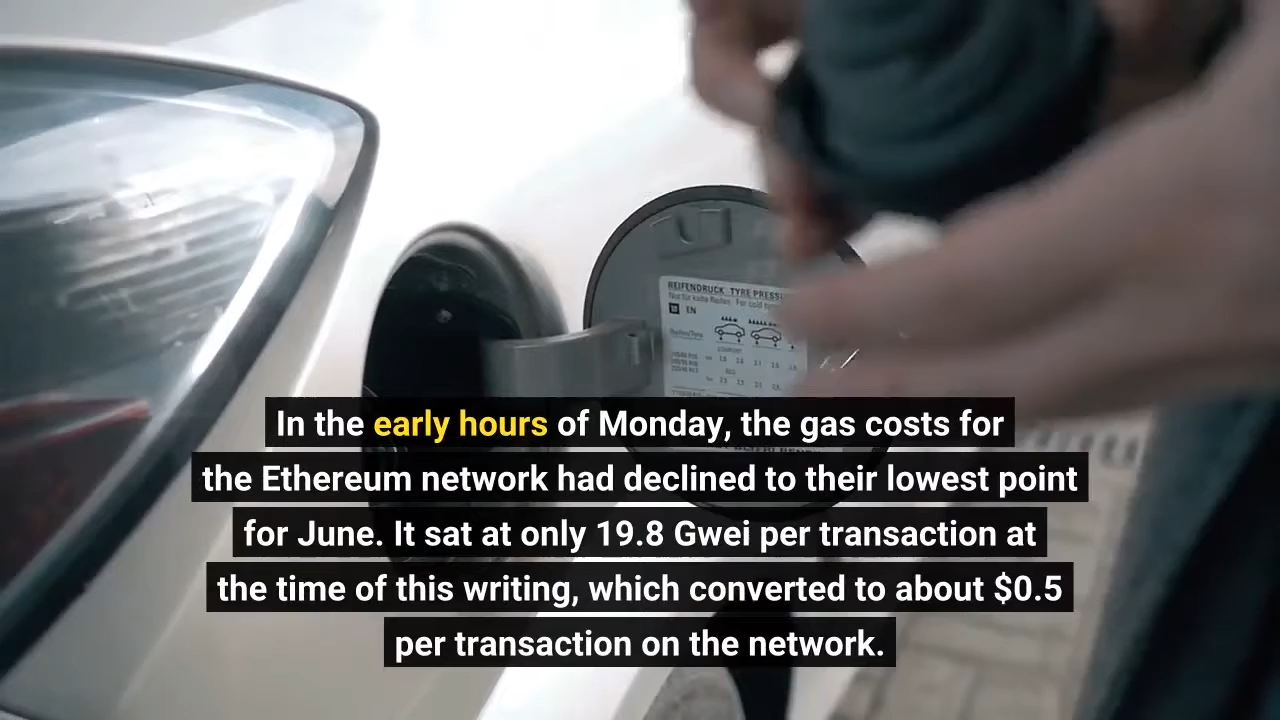 REIFENDRUCK TYRE
EN
In the early hours of Monday, the gas costs for
the Ethereum network had declined to their lowest point
for June. It sat at only 19.8 Gwei per transaction at
the time of this writing, which converted to about $0.5
per transaction on the network.